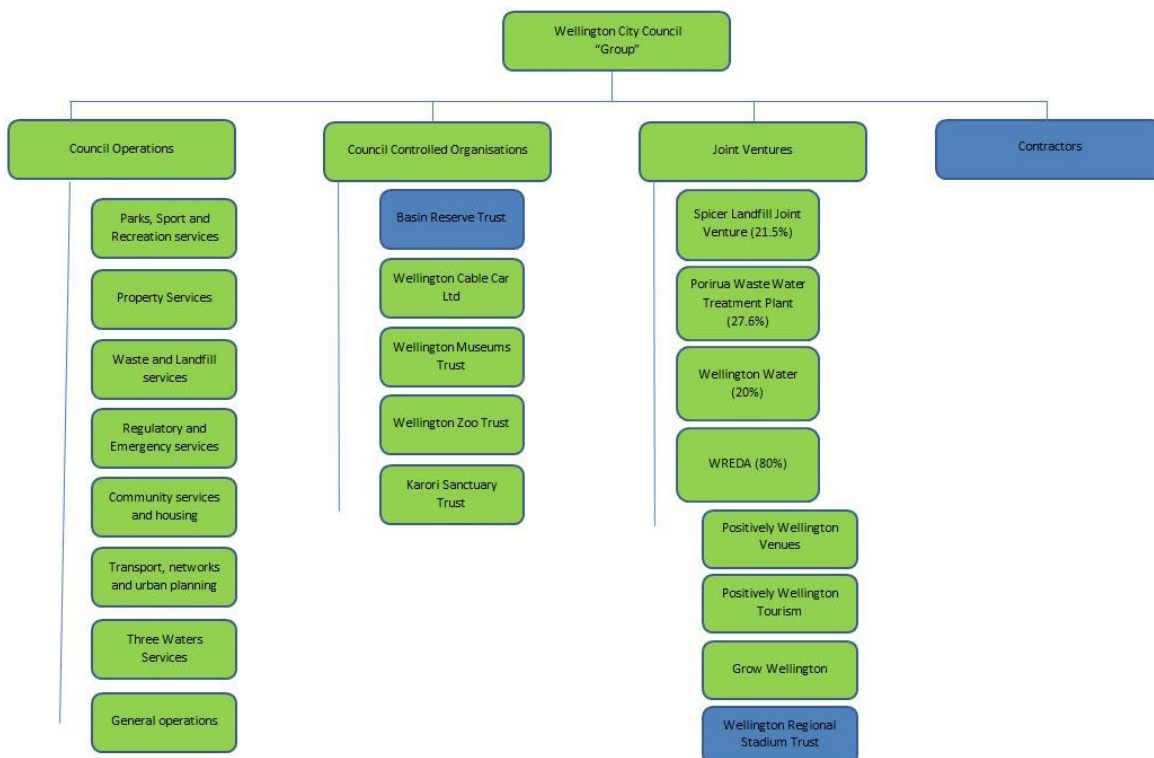 Wellington City Council
“Group”
Council Operations
Parks, Sport and
Recreation services
Property Services
Waste and Landfill
services
Regulatory and
Emergency services
Community services
and housing
Transport, networks
and urban planning
Three Waters
Services
General operations
Council Controlled Organisations
Basin Reserve Trust
Wellington Cable Car
Ltd
Wellington Museums
Trust
Wellington Zoo Trust
Karori Sanctuary
Trust
Joint Ventures
Spicer Landfill Joint
Venture (21.5%)
Porirua Waste Water
Treatment Plant
(27.6%)
Wellington Water
(20%)
WREDA (80%)
Positively Wellington
Venues
Positively Wellington
Tourism
Grow Wellington
Wellington Regional
Stadium Trust
Contractors